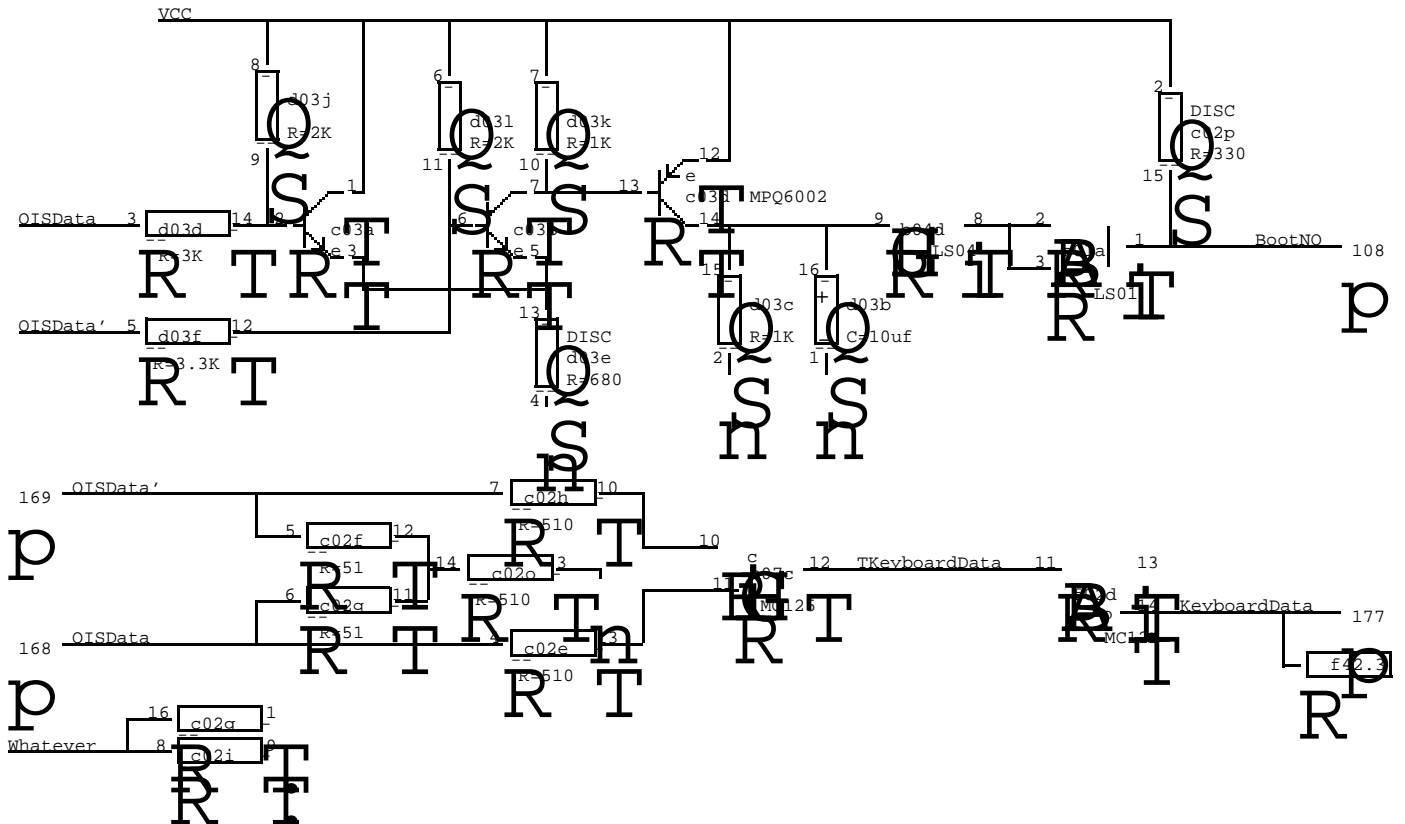 VCC
8
d03j
R=2K
9
6
d03l
R=2K
11
7
d03k
R=1K
10
2
DISC
c02p
R=330
15
OISData 3
d03d
14
R=3K
1
c03a
e 3
6
7
e 5
13
12
e
c03d
MPQ6002
14
9
8
2
3
LS04
LS01
1
BootNO
108
p
OISData' 5
d03f
12
R=3.3K
13
DISC
d03e
R=680
4
15
d03c
R=1K
2
16
+
d03b
C=10uf
1
Q
S
R
T
n
169
OISData'
7
c02h
10
R=510
p
5
c02f
12
R=51
14
c02o
3
R=510
10
6
11
R=51
168
OISData
4
c02e
13
R=510
p
c
12
TKeyboardData
11
13
14
KeyboardData
177
f42.3
p
R
16
c02g
1
Whatever
8
c02i
9
R
T